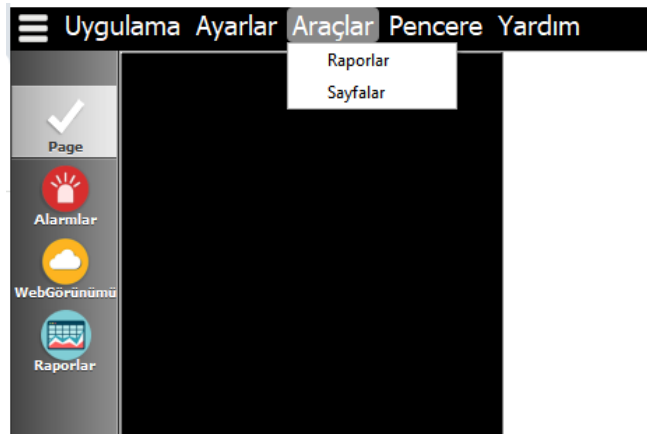 Uygulama Ayarlar Araçlar Pencere Yardım
Raporlar
Sayfalar
Page
Alarmlar
WebGörünümü
Raporlar